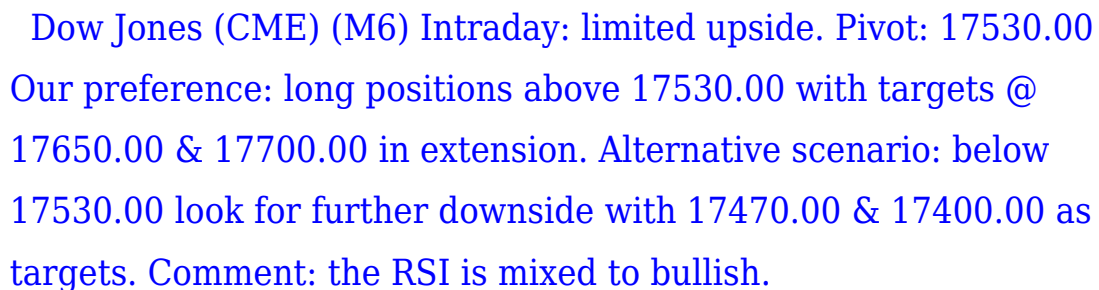 Dow Jones (CME) (M6) Intraday: limited upside. Pivot: 17530.00
Our preference: long positions above 17530.00 with targets @
17650.00 & 17700.00 in extension. Alternative scenario: below
17530.00 look for further downside with 17470.00 & 17400.00 as
targets. Comment: the RSI is mixed to bullish.